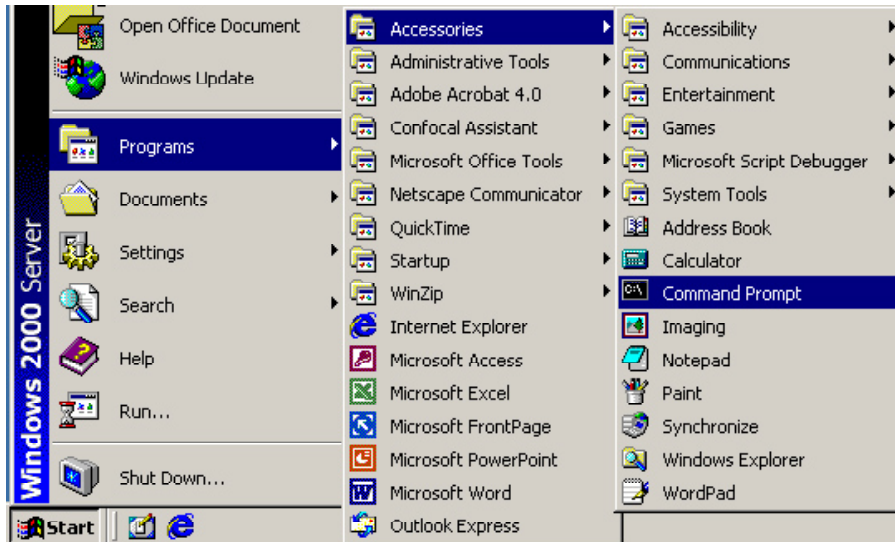 Open Office Document
Windows Update
Programs
Documents
Settings
Search
Help
Run...
Shut Down...
Windows 2000 Server
Start
Accessories
Administrative Tools
Adobe Acrobat 4.0
Confocal Assistant
Microsoft Office Tools
Netscape Communicator
QuickTime
Startup
WinZip
Internet Explorer
Microsoft Access
Microsoft Excel
Microsoft FrontPage
Microsoft PowerPoint
Microsoft Word
Outlook Express
Accessibility
Communications
Entertainment
Games
Microsoft Script Debugger
System Tools
Address Book
Calculator
Command Prompt
Imaging
Notepad
Paint
Synchronize
Windows Explorer
WordPad